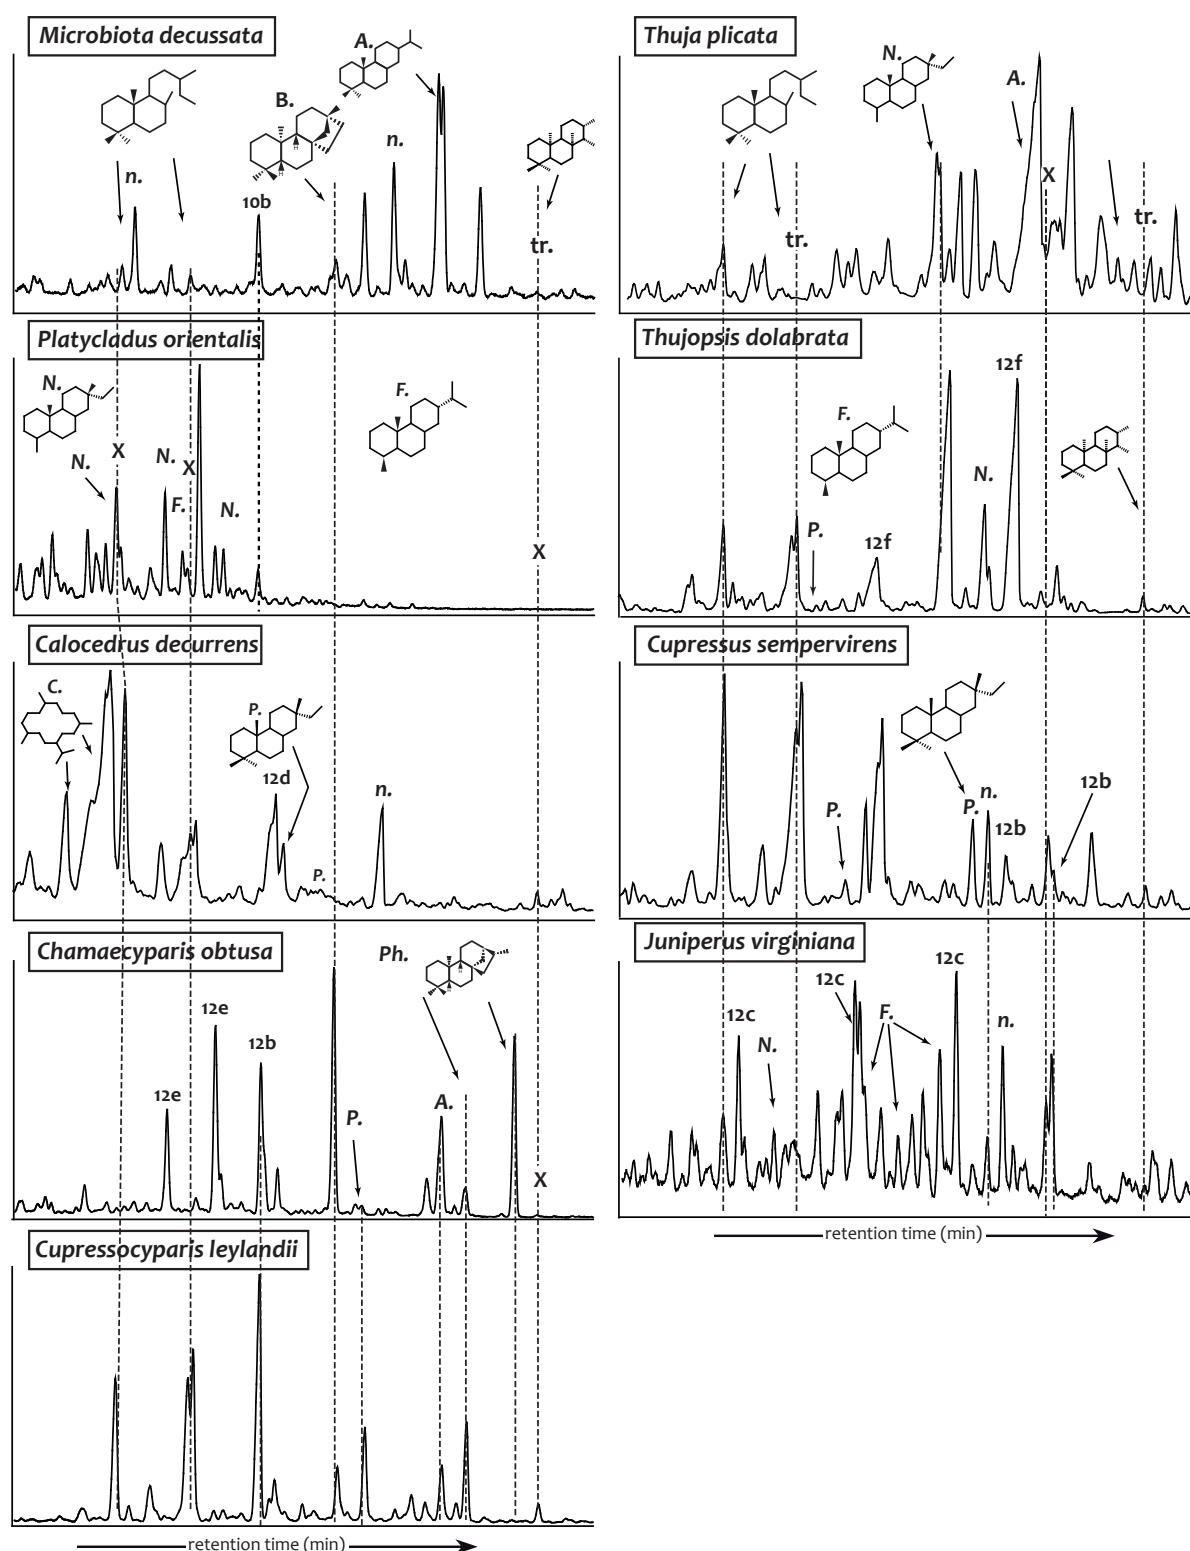 Microbiota decussata
A.
B.
n.
n.
10b
tr.
Platycladus orientalis
N.
F.
N.
X
N.
X
F.
N.
X
Calocedrus decurrens
C.
P.
12d
n.
P.
Chamaecyparis obtusa
Ph.
12e
12b
12e
P.
A.
X
Cupressocyparis leylandii
retention time (min)
Thuja plicata
N.
A.
X
tr.
tr.
Thujopsis dolabrata
12f
F.
N.
P.
12f
Cupressus sempervirens
P.
P.
n.
12b
12b
Juniperus virginiana
12c
12c
12c
F.
n.
N.
retention time (min)